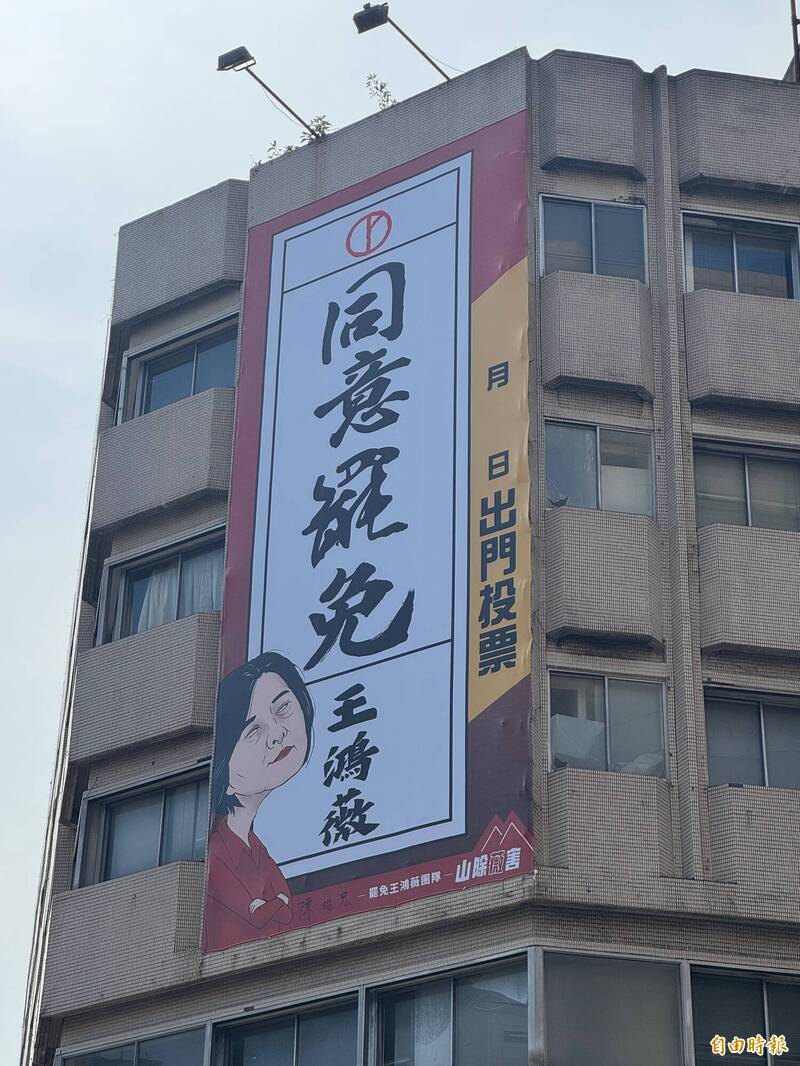 同意罷免
王鴻薇
月 日出門投票
罷免王鴻薇團隊
山除薇害
自由時報